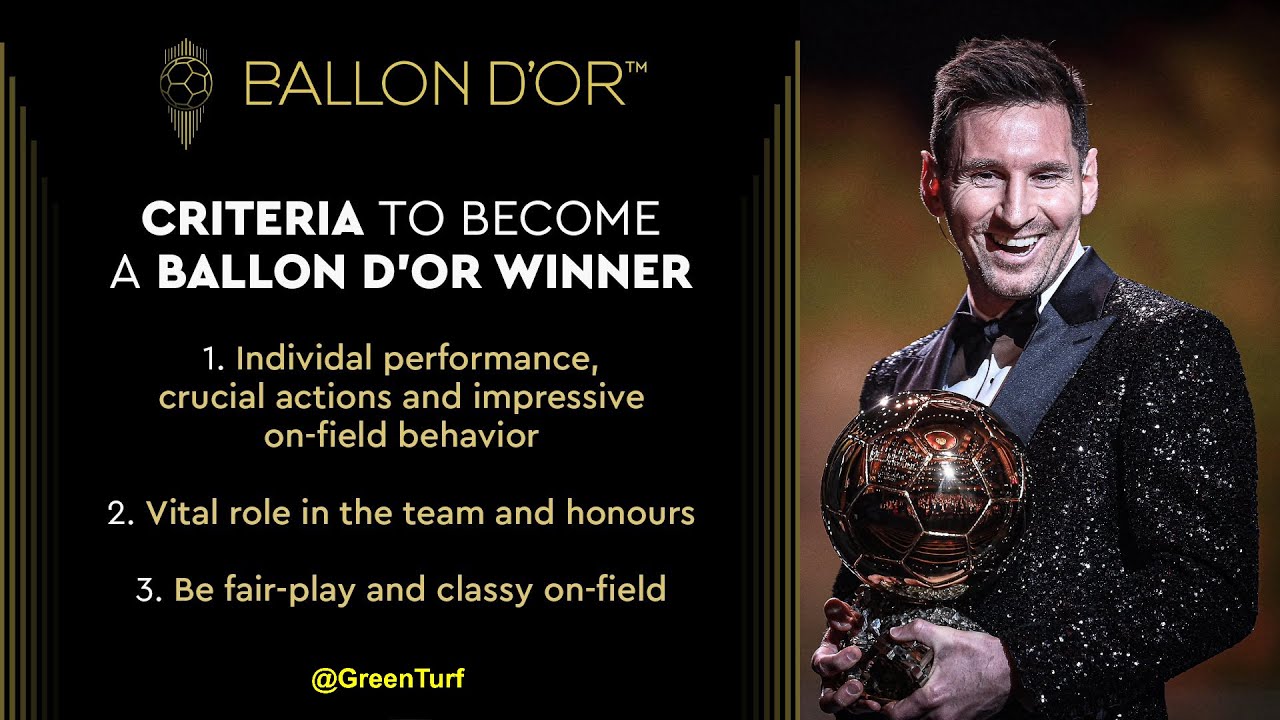 BALLON D'OR™
CRITERIA TO BECOME
A BALLON D'OR WINNER
1. Individal performance,
crucial actions and impressive
on-field behavior
2. Vital role in the team and honours
3. Be fair-play and classy on-field
@GreenTurf